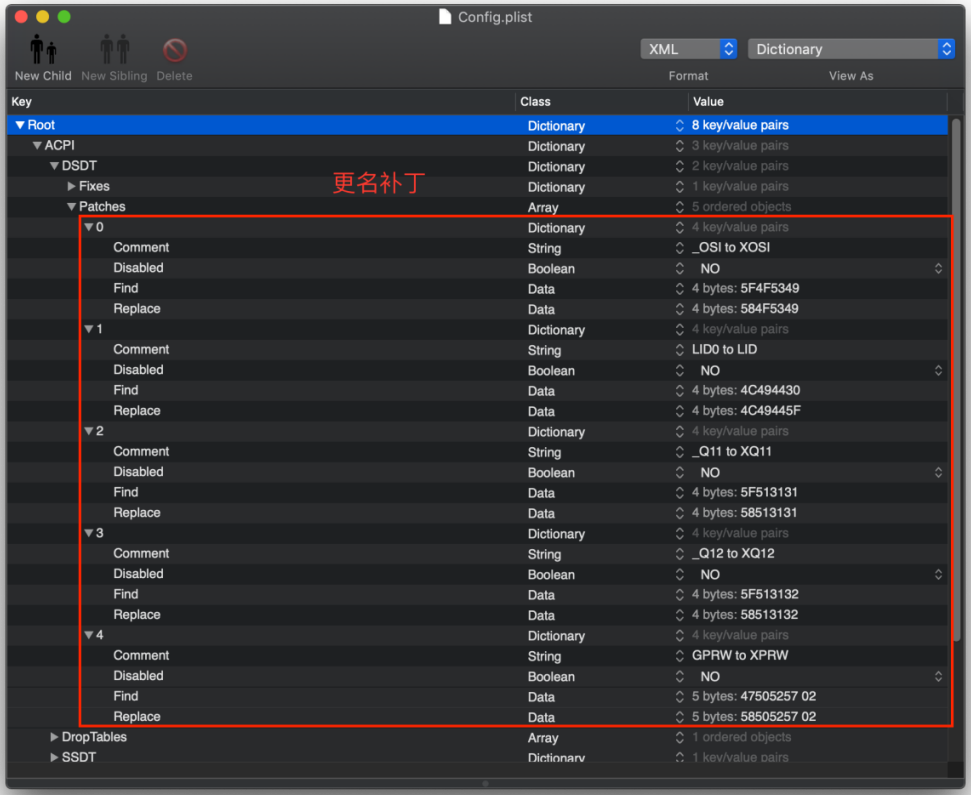 Config.plist
New Child New Sibling Delete
XML Dictionary
Format View As
Key Class Value
Root Dictionary 8 key/value pairs
ACPI Dictionary 3 key/value pairs
DSDT Dictionary 2 key/value pairs
更名补丁
Fixes Dictionary 1 key/value pairs
Patches Array 5 ordered objects
0 Dictionary 4 key/value pairs
Comment String _OSI to XOSI
Disabled Boolean NO
Find Data 4 bytes: 5F4F5349
Replace Data 4 bytes: 584F5349
1 Dictionary 4 key/value pairs
Comment String LID0 to LID
Disabled Boolean NO
Find Data 4 bytes: 4C494430
Replace Data 4 bytes: 4C49445F
2 Dictionary 4 key/value pairs
Comment String _Q11 to XQ11
Disabled Boolean NO
Find Data 4 bytes: 5F513131
Replace Data 4 bytes: 58513131
3 Dictionary 4 key/value pairs
Comment String _Q12 to XQ12
Disabled Boolean NO
Find Data 4 bytes: 5F513132
Replace Data 4 bytes: 58513132
4 Dictionary 4 key/value pairs
Comment String GPRW to XPRW
Disabled Boolean NO
Find Data 5 bytes: 47505257 02
Replace Data 5 bytes: 58505257 02
DropTables Array 1 ordered objects
SSDT Dictionary 1 key/value pairs